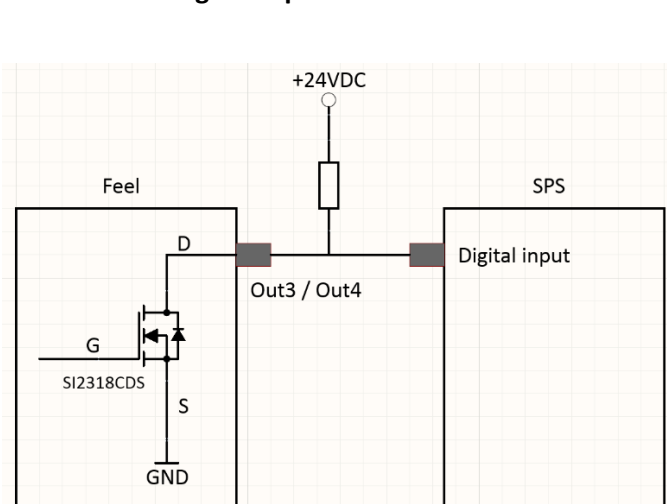 +24VDC
Feel
SPS
D
Digital input
Out3 / Out4
G
SI2318CDS
S
GND